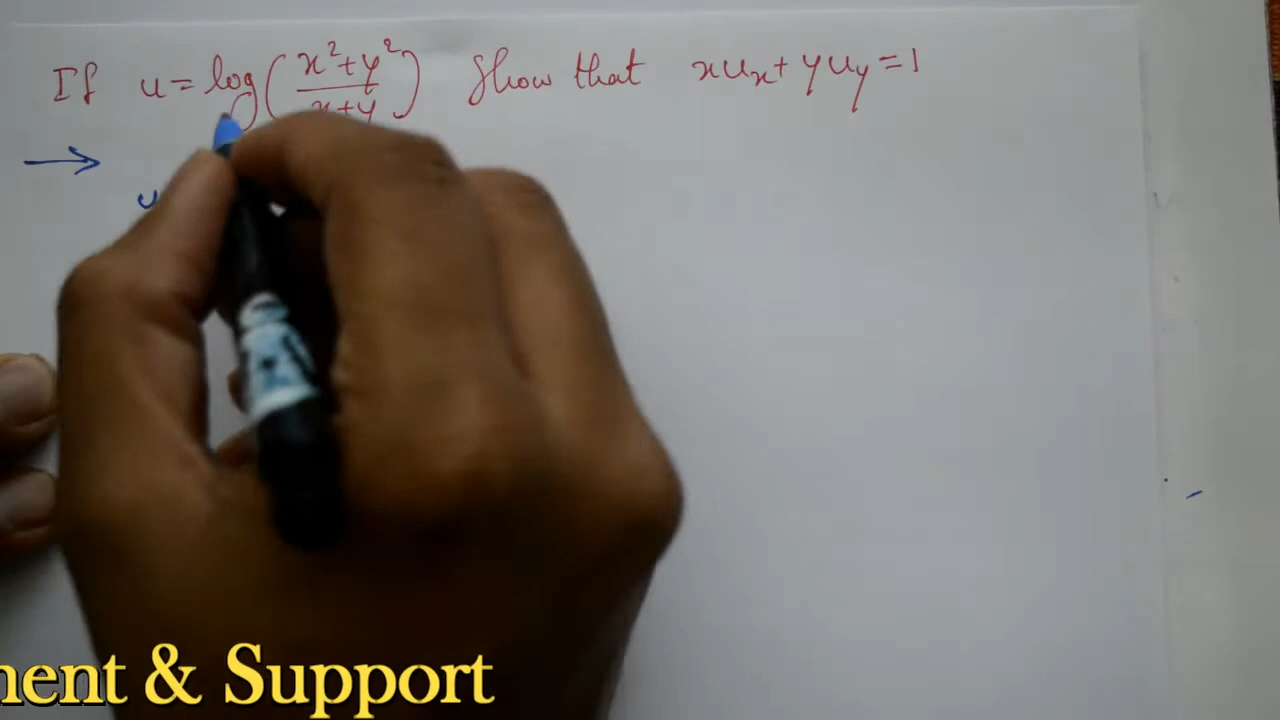 If u = log((x²+y²)/(x+y)) Show that xuₓ + yu_y = 1
→ u
ment & Support